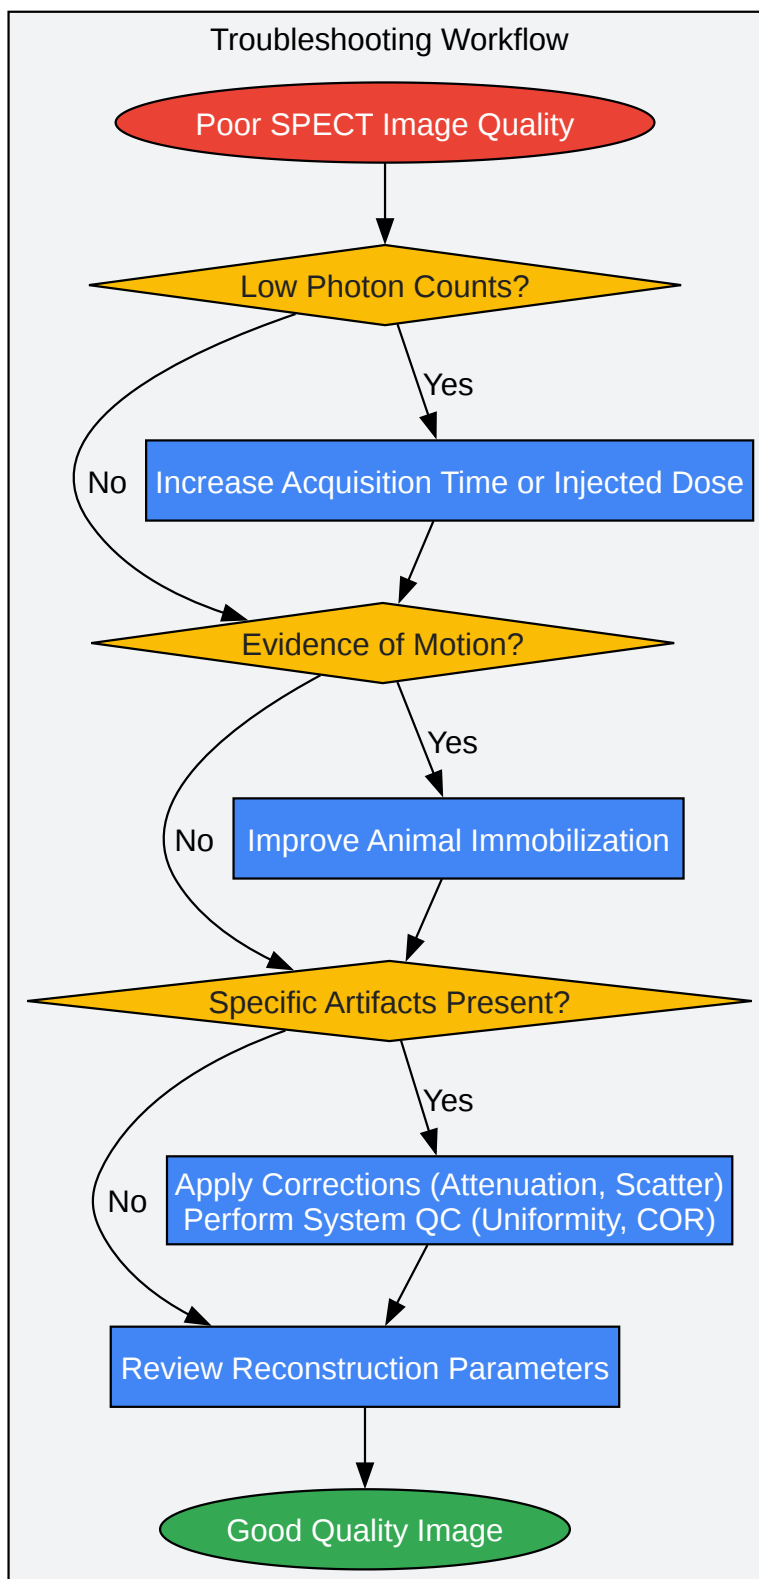 Troubleshooting Workflow
Poor SPECT Image Quality
Low Photon Counts?
Yes
No
Increase Acquisition Time or Injected Dose
Evidence of Motion?
Yes
No
Improve Animal Immobilization
Specific Artifacts Present?
Yes
No
Apply Corrections (Attenuation, Scatter)
Perform System QC (Uniformity, COR)
Review Reconstruction Parameters
Good Quality Image